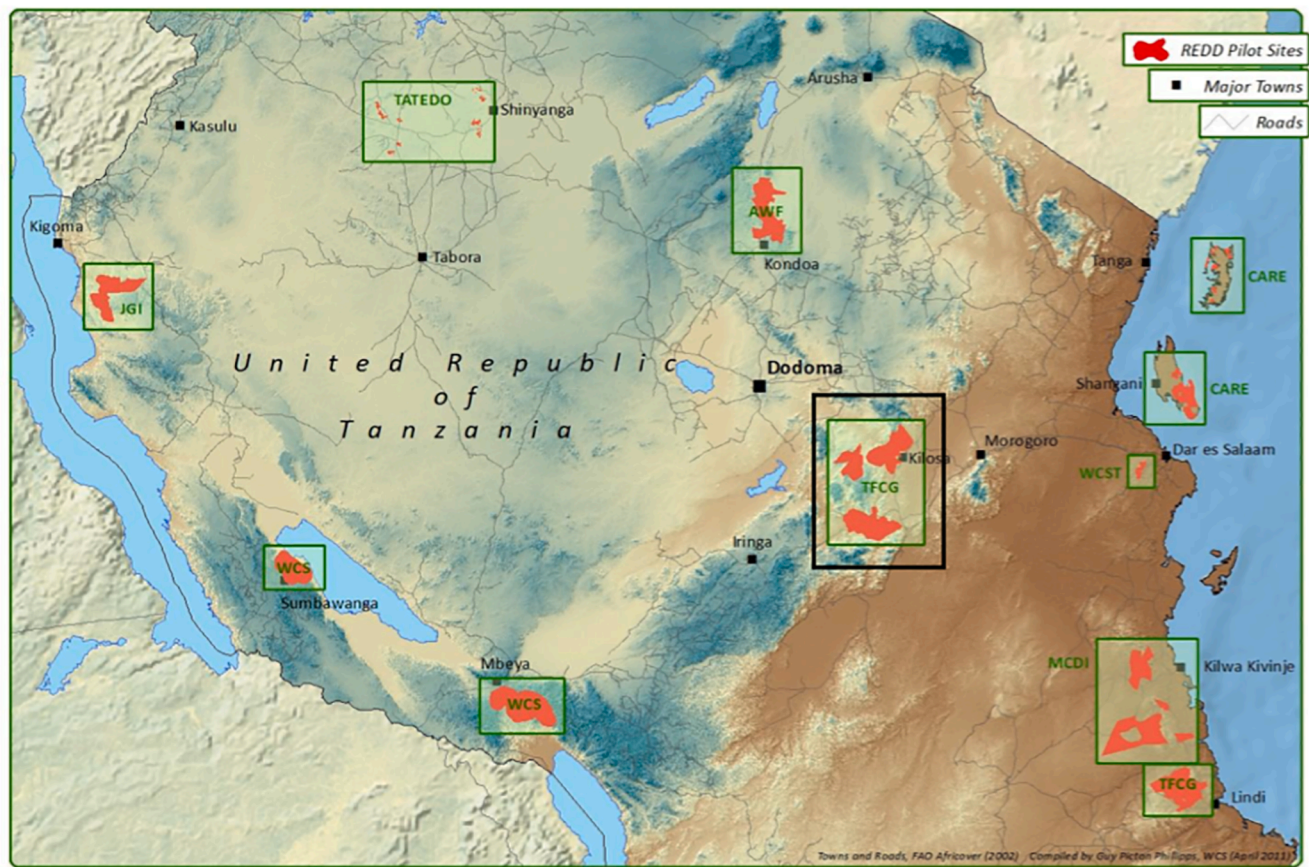 REDD Pilot Sites
Major Towns
Roads
Arusha
TATEDO
Shinyanga
Kasulu
AWF
Kigoma
Tabora
Kondoa
Tanga
CARE
JGI
United Republic
of
Tanzania
Dodoma
Shangani
CARE
Morogoro
Dar es Salaam
Kilosa
WCST
TFCG
Iringa
WCS
Sumbawanga
Mbeya
MCDI
Kilwa Kivinje
WCS
TFCG
Lindi
Towns and Roads, FAO Africover (2002) Compiled by Guy Picton Phillipps, WCS (April 2011)